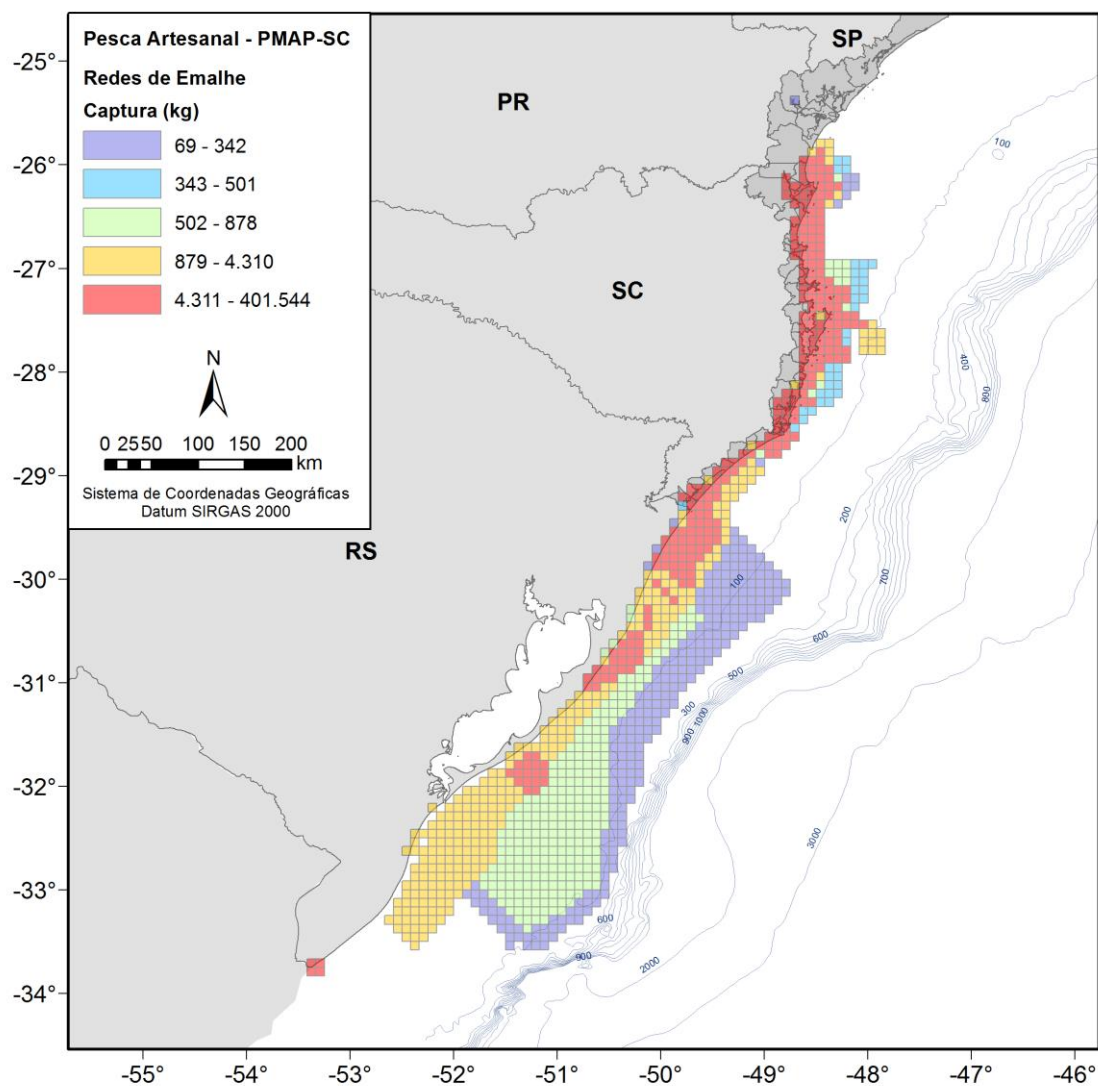 Pesca Artesanal - PMAP-SC
Redes de Emalhe
Captura (kg)
69 - 342
343 - 501
502 - 878
879 - 4.310
4.311 - 401.544
N
0 25 50 100 150 200
km
Sistema de Coordenadas Geográficas
Datum SIRGAS 2000
SP
PR
SC
RS
100
400
800
200
700
100
600
500
300
1000
900
3000
600
900
2000
-25°
-26°
-27°
-28°
-29°
-30°
-31°
-32°
-33°
-34°
-55° -54° -53° -52° -51° -50° -49° -48° -47° -46°